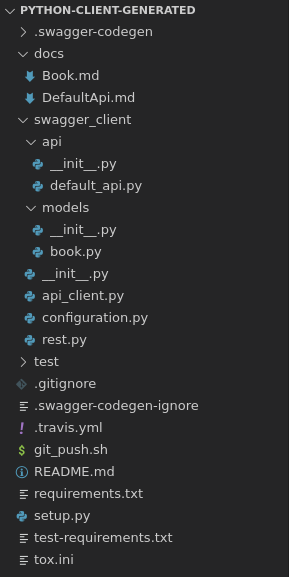 PYTHON-CLIENT-GENERATED
.swagger-codegen
docs
Book.md
DefaultApi.md
swagger_client
api
__init__.py
default_api.py
models
__init__.py
book.py
__init__.py
api_client.py
configuration.py
rest.py
test
.gitignore
.swagger-codegen-ignore
.travis.yml
git_push.sh
README.md
requirements.txt
setup.py
test-requirements.txt
tox.ini